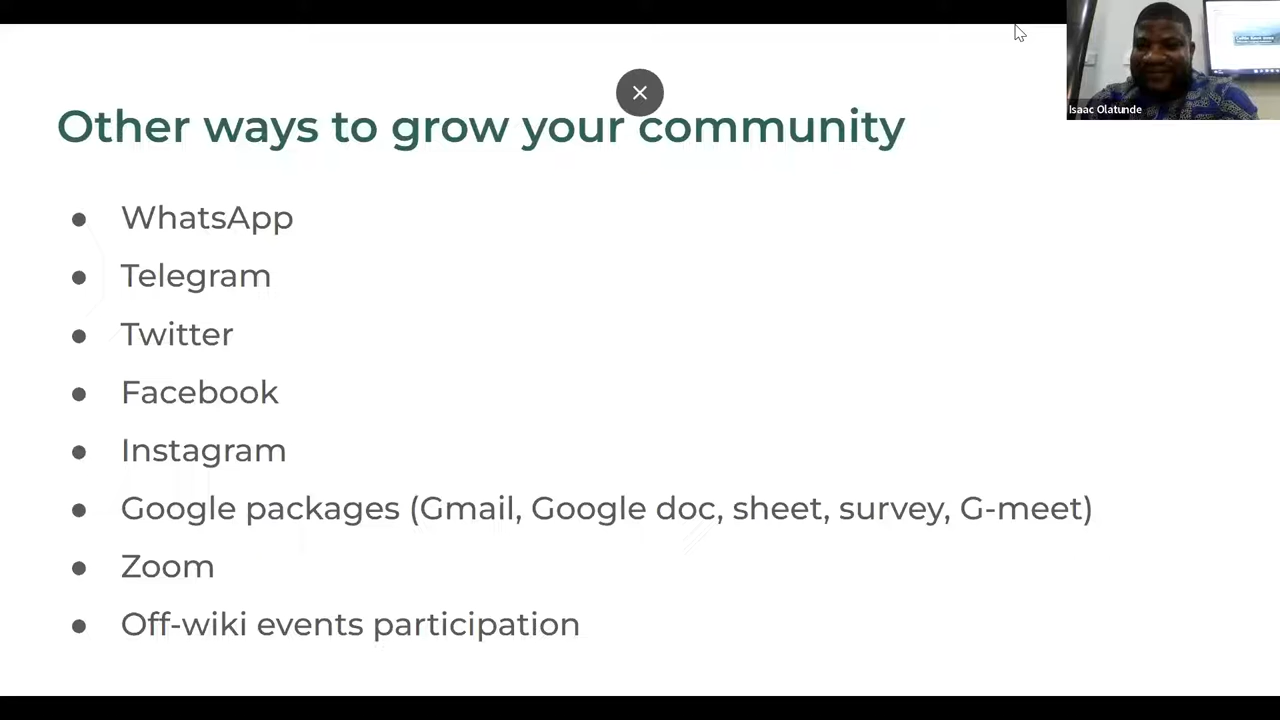 Other ways to grow your community
Isaac Olatunde
● WhatsApp
● Telegram
● Twitter
● Facebook
● Instagram
● Google packages (Gmail, Google doc, sheet, survey, G-meet)
● Zoom
● Off-wiki events participation